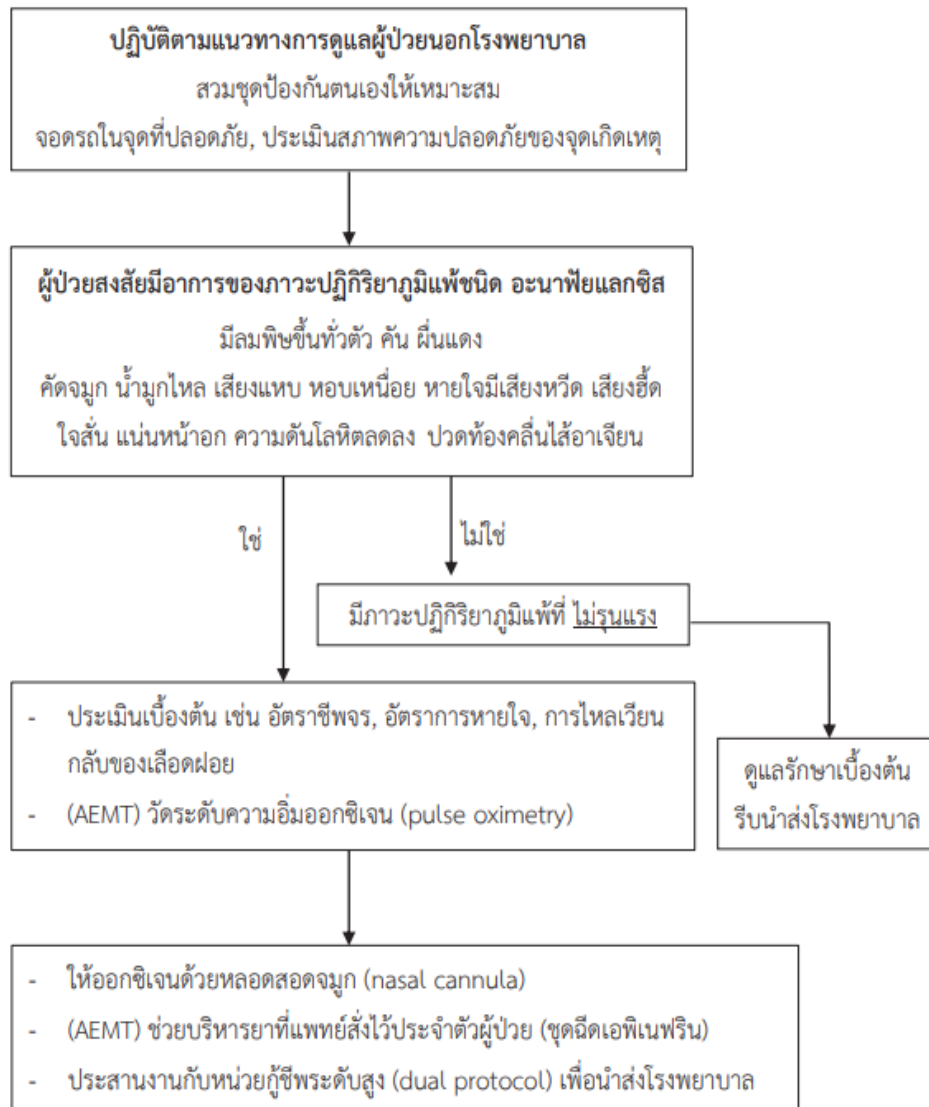 ปฏิบัติตามแนวทางการดูแลผู้ป่วยนอกโรงพยาบาล
สวมชุดป้องกันตนเองให้เหมาะสม
จอดรถในจุดที่ปลอดภัย, ประเมินสภาพความปลอดภัยของจุดเกิดเหตุ
ผู้ป่วยสงสัยมีอาการของภาวะปฏิกิริยาภูมิแพ้ชนิด อะนาฟัยแลกซิส
มีลมพิษขึ้นทั่วตัว คัน ผื่นแดง
คัดจมูก น้ำมูกไหล เสียงแหบ หอบเหนื่อย หายใจมีเสียงหวีด เสียงฮื้ด
ใจสั่น แน่นหน้าอก ความดันโลหิตลดลง ปวดท้องคลื่นไส้อาเจียน
ใช่
ไม่ใช่
มีภาวะปฏิกิริยาภูมิแพ้ที่ ไม่รุนแรง
- ประเมินเบื้องต้น เช่น อัตราชีพจร, อัตราการหายใจ, การไหลเวียน
กลับของเลือดฝอย
- (AEMT) วัดระดับความอิ่มออกซิเจน (pulse oximetry)
ดูแลรักษาเบื้องต้น
รีบนำส่งโรงพยาบาล
- ให้ออกซิเจนด้วยหลอดสอดจมูก (nasal cannula)
- (AEMT) ช่วยบริหารยาที่แพทย์สั่งไว้ประจำตัวผู้ป่วย (ชุดฉีดเอพิเนฟริน)
- ประสานงานกับหน่วยกู้ชีพระดับสูง (dual protocol) เพื่อนำส่งโรงพยาบาล